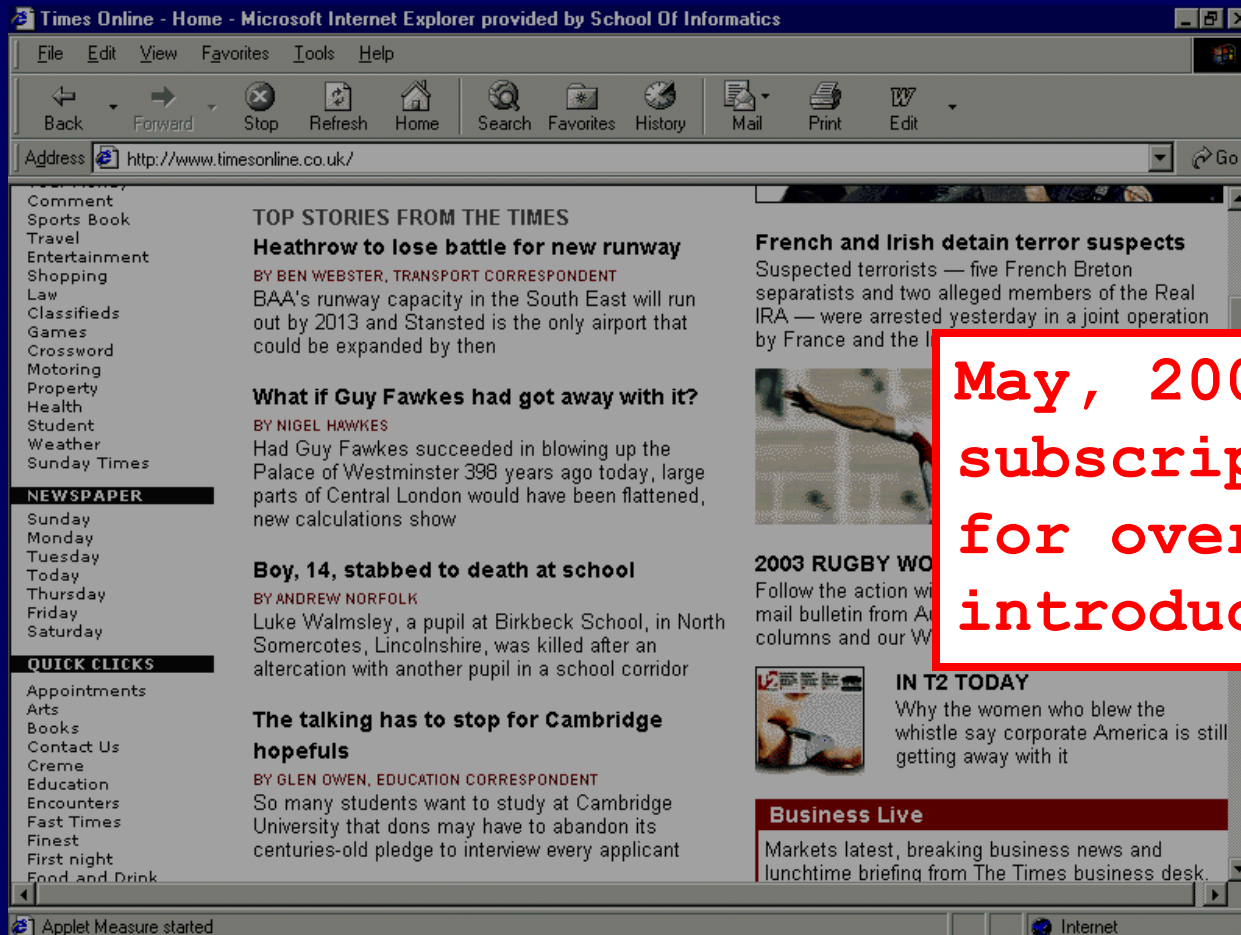 Times Online - Home - Microsoft Internet Explorer provided by School Of Informatics
File Edit View Favorites Tools Help
Back Forward Stop Refresh Home Search Favorites History Mail Print Edit
Address http://www.timesonline.co.uk/ Go
Your Money
Comment
Sports Book
Travel
Entertainment
Shopping
Law
Classifieds
Games
Crossword
Motoring
Property
Health
Student
Weather
Sunday Times
NEWSPAPER
Sunday
Monday
Tuesday
Today
Thursday
Friday
Saturday
QUICK CLICKS
Appointments
Arts
Books
Contact Us
Creme
Education
Encounters
Fast Times
Finest
First night
Food and Drink
TOP STORIES FROM THE TIMES
Heathrow to lose battle for new runway
BY BEN WEBSTER, TRANSPORT CORRESPONDENT
BAA's runway capacity in the South East will run
out by 2013 and Stansted is the only airport that
could be expanded by then
What if Guy Fawkes had got away with it?
BY NIGEL HAWKES
Had Guy Fawkes succeeded in blowing up the
Palace of Westminster 398 years ago today, large
parts of Central London would have been flattened,
new calculations show
Boy, 14, stabbed to death at school
BY ANDREW NORFOLK
Luke Walmsley, a pupil at Birkbeck School, in North
Somercotes, Lincolnshire, was killed after an
altercation with another pupil in a school corridor
The talking has to stop for Cambridge
hopefuls
BY GLEN OWEN, EDUCATION CORRESPONDENT
So many students want to study at Cambridge
University that dons may have to abandon its
centuries-old pledge to interview every applicant
French and Irish detain terror suspects
Suspected terrorists — five French Breton
separatists and two alleged members of the Real
IRA — were arrested yesterday in a joint operation
by France and the
May, 200
subscrip
for over
introduc
2003 RUGBY WO
Follow the action wi
mail bulletin from A
columns and our W
T2
IN T2 TODAY
Why the women who blew the
whistle say corporate America is still
getting away with it
Business Live
Markets latest, breaking business news and
lunchtime briefing from The Times business desk.
Applet Measure started Internet